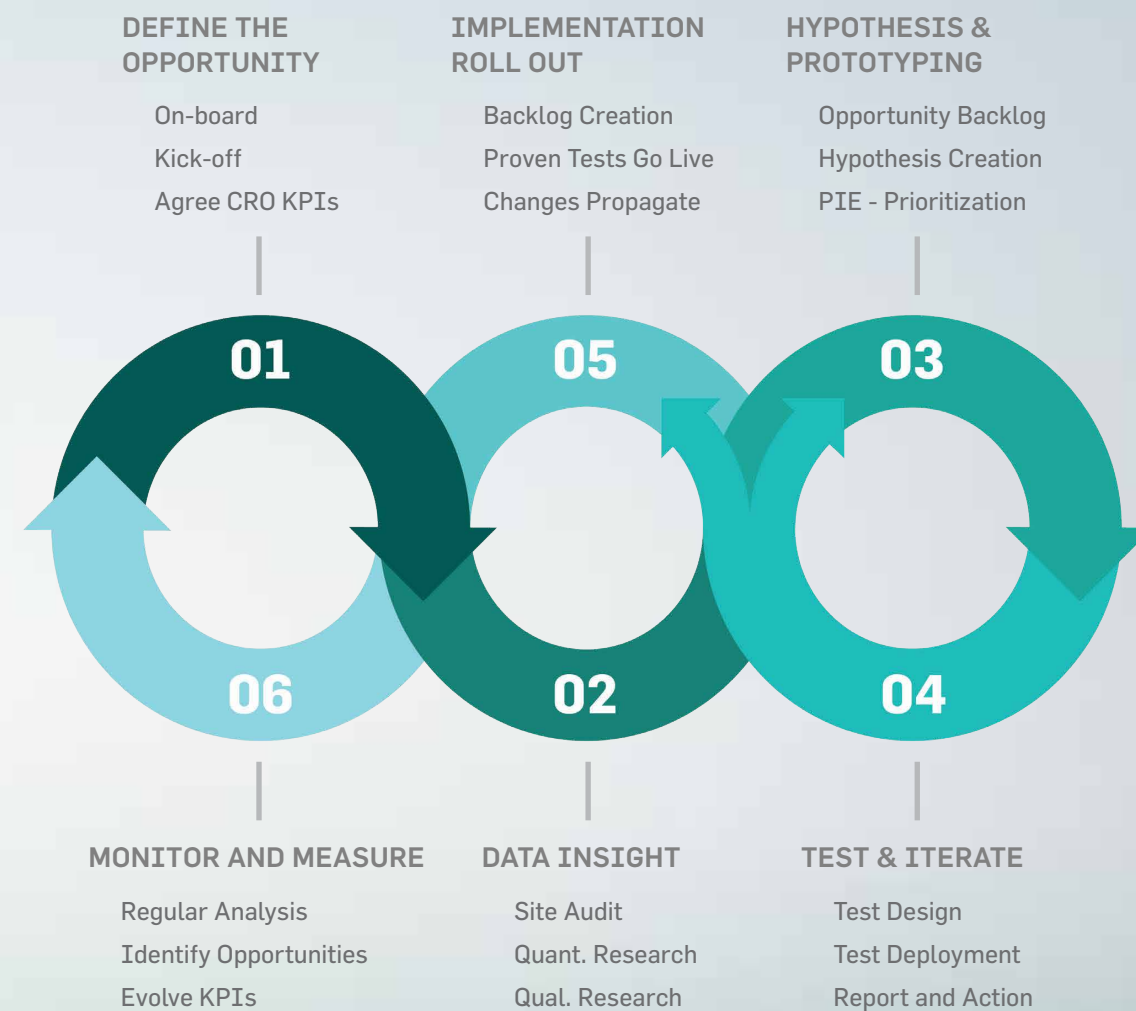 DEFINE THE
OPPORTUNITY
On-board
Kick-off
Agree CRO KPIs
IMPLEMENTATION
ROLL OUT
Backlog Creation
Proven Tests Go Live
Changes Propagate
HYPOTHESIS &
PROTOTYPING
Opportunity Backlog
Hypothesis Creation
PIE - Prioritization
01
05
03
06
02
04
MONITOR AND MEASURE
Regular Analysis
Identify Opportunities
Evolve KPIs
DATA INSIGHT
Site Audit
Quant. Research
Qual. Research
TEST & ITERATE
Test Design
Test Deployment
Report and Action